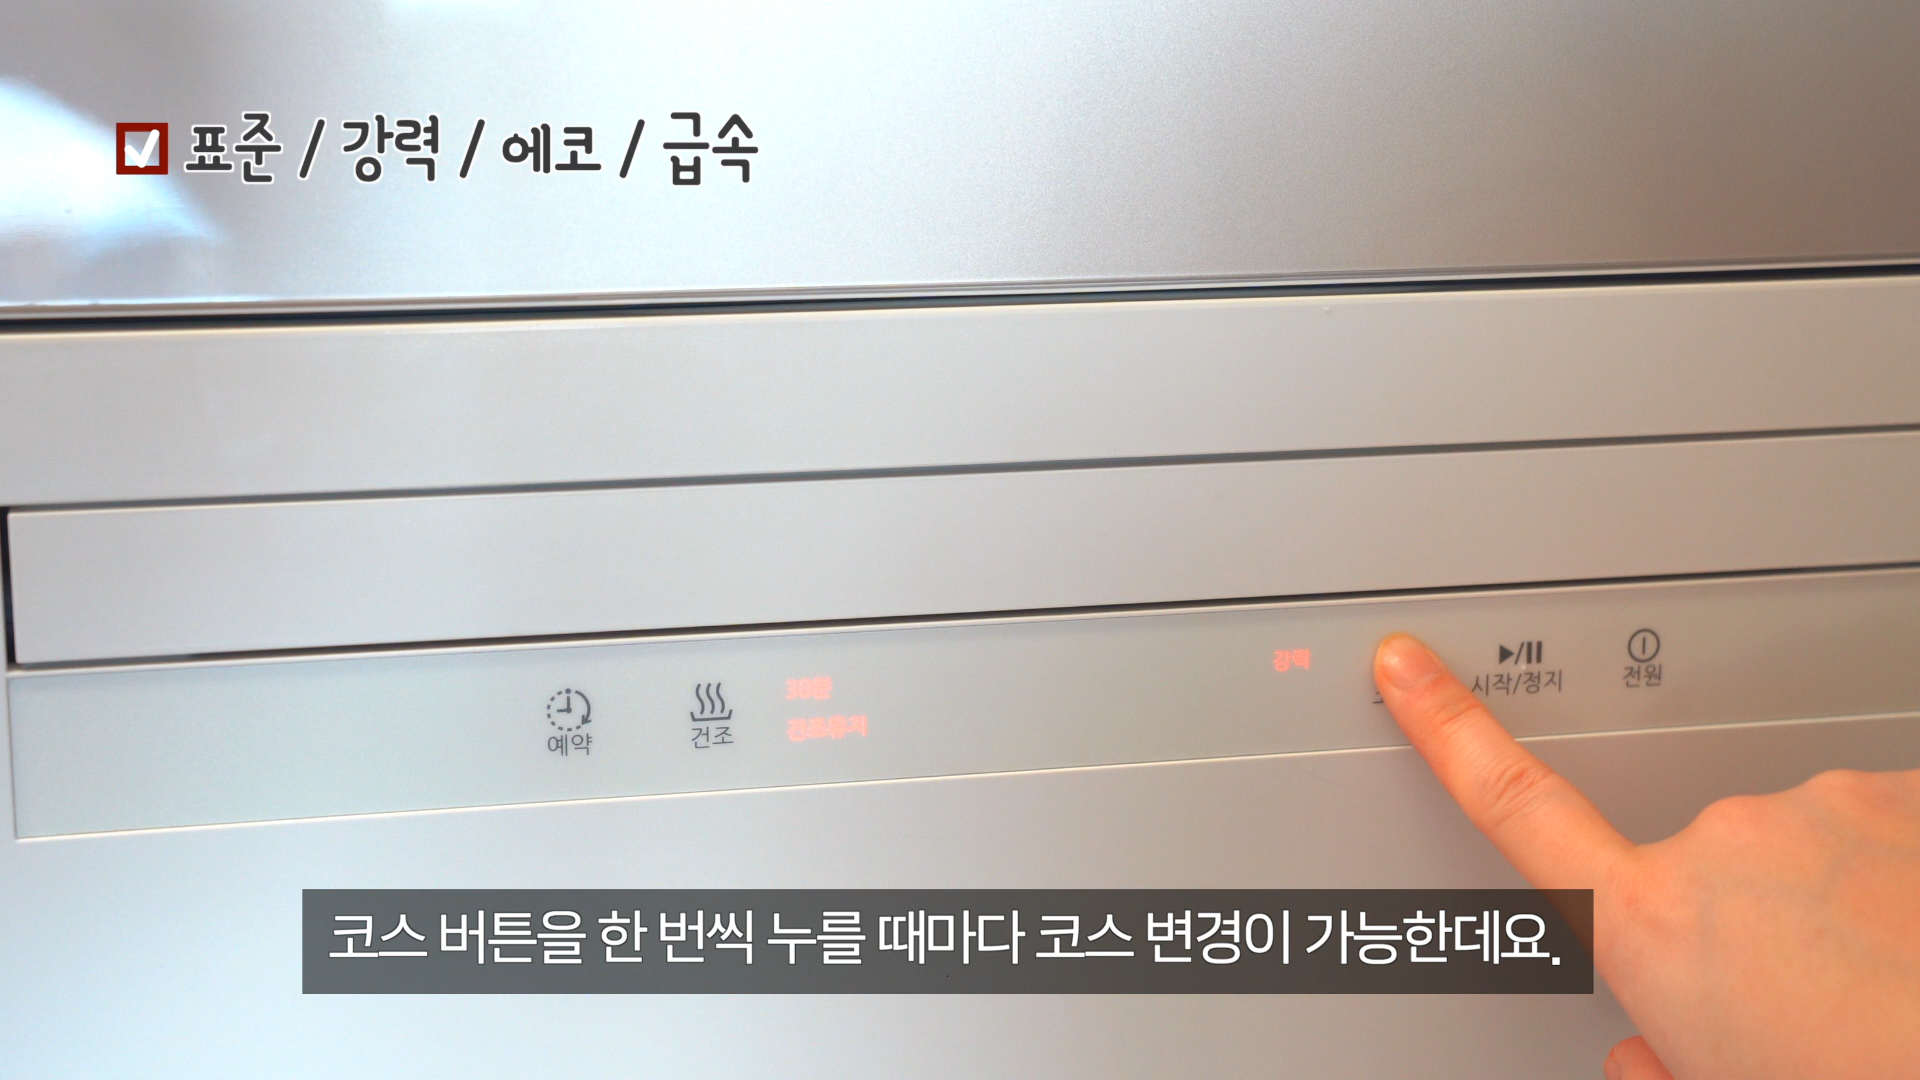 표준 / 강력 / 에코 / 급속
강력
시작/정지
전원
30분
예약
건조
코스 버튼을 한 번씩 누를 때마다 코스 변경이 가능한데요.